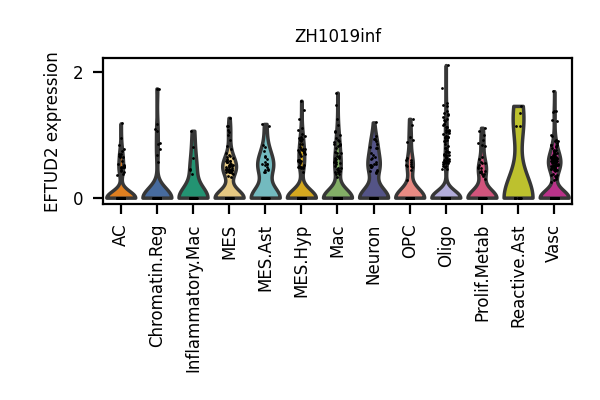 ZH1019inf
EFTUD2 expression
2
0
AC
Chromatin.Reg
Inflammatory.Mac
MES
MES.Ast
MES.Hyp
Mac
Neuron
OPC
Oligo
Prolif.Metab
Reactive.Ast
Vasc